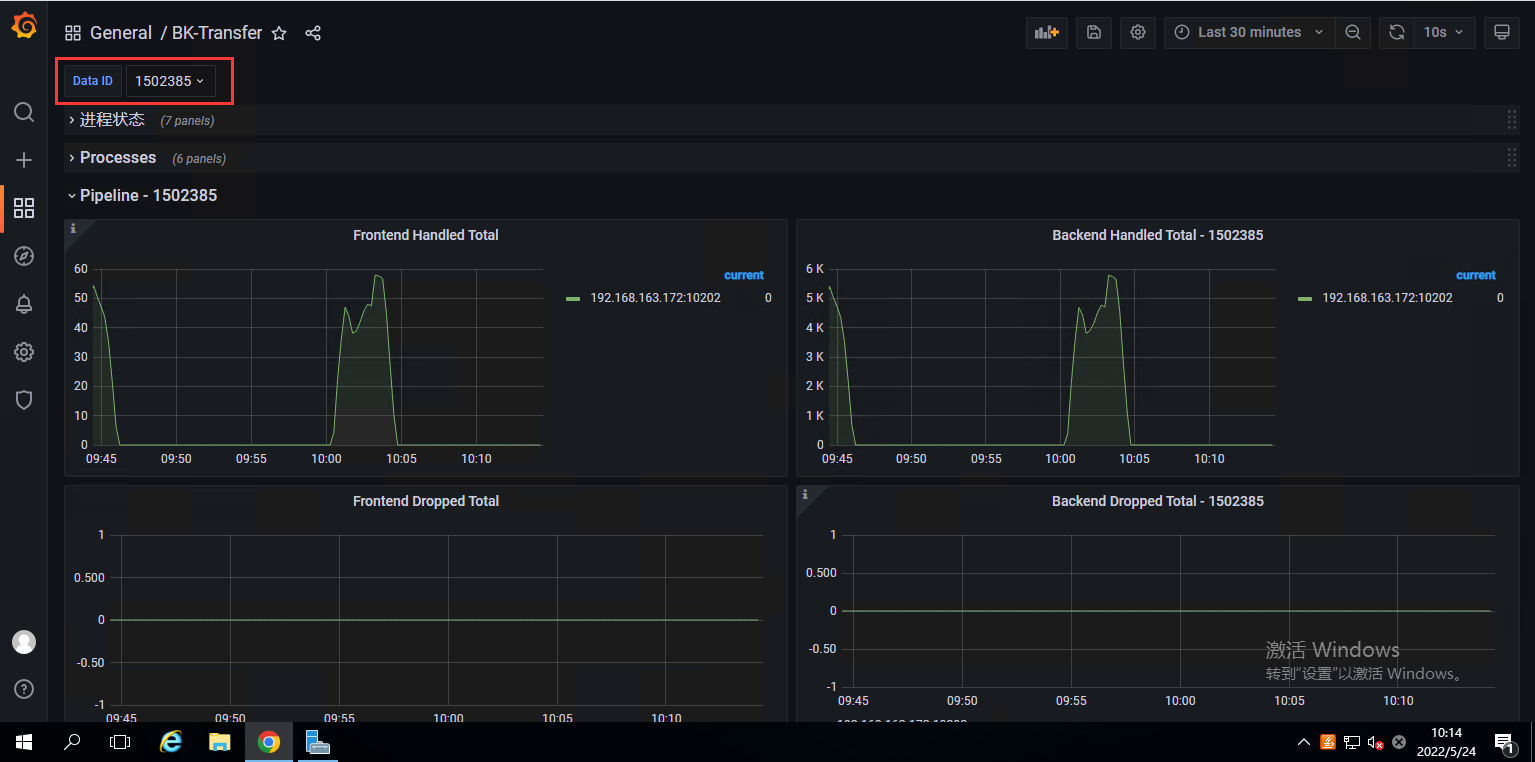 General / BK-Transfer
Last 30 minutes
10s
Data ID 1502385
进程状态 (7 panels)
Processes (6 panels)
Pipeline - 1502385
Frontend Handled Total
60
50
40
30
20
10
0
09:45 09:50 09:55 10:00 10:05 10:10
current
192.168.163.172:10202 0
Backend Handled Total - 1502385
6 K
5 K
4 K
3 K
2 K
1 K
0
09:45 09:50 09:55 10:00 10:05 10:10
current
192.168.163.172:10202 0
Frontend Dropped Total
1
0.500
0
-0.50
-1
09:45 09:50 09:55 10:00 10:05 10:10
Backend Dropped Total - 1502385
1
0.500
0
-0.50
-1
09:45 09:50 09:55 10:00 10:05 10:10
激活 Windows
转到"设置"以激活 Windows。
10:14
2022/5/24
1